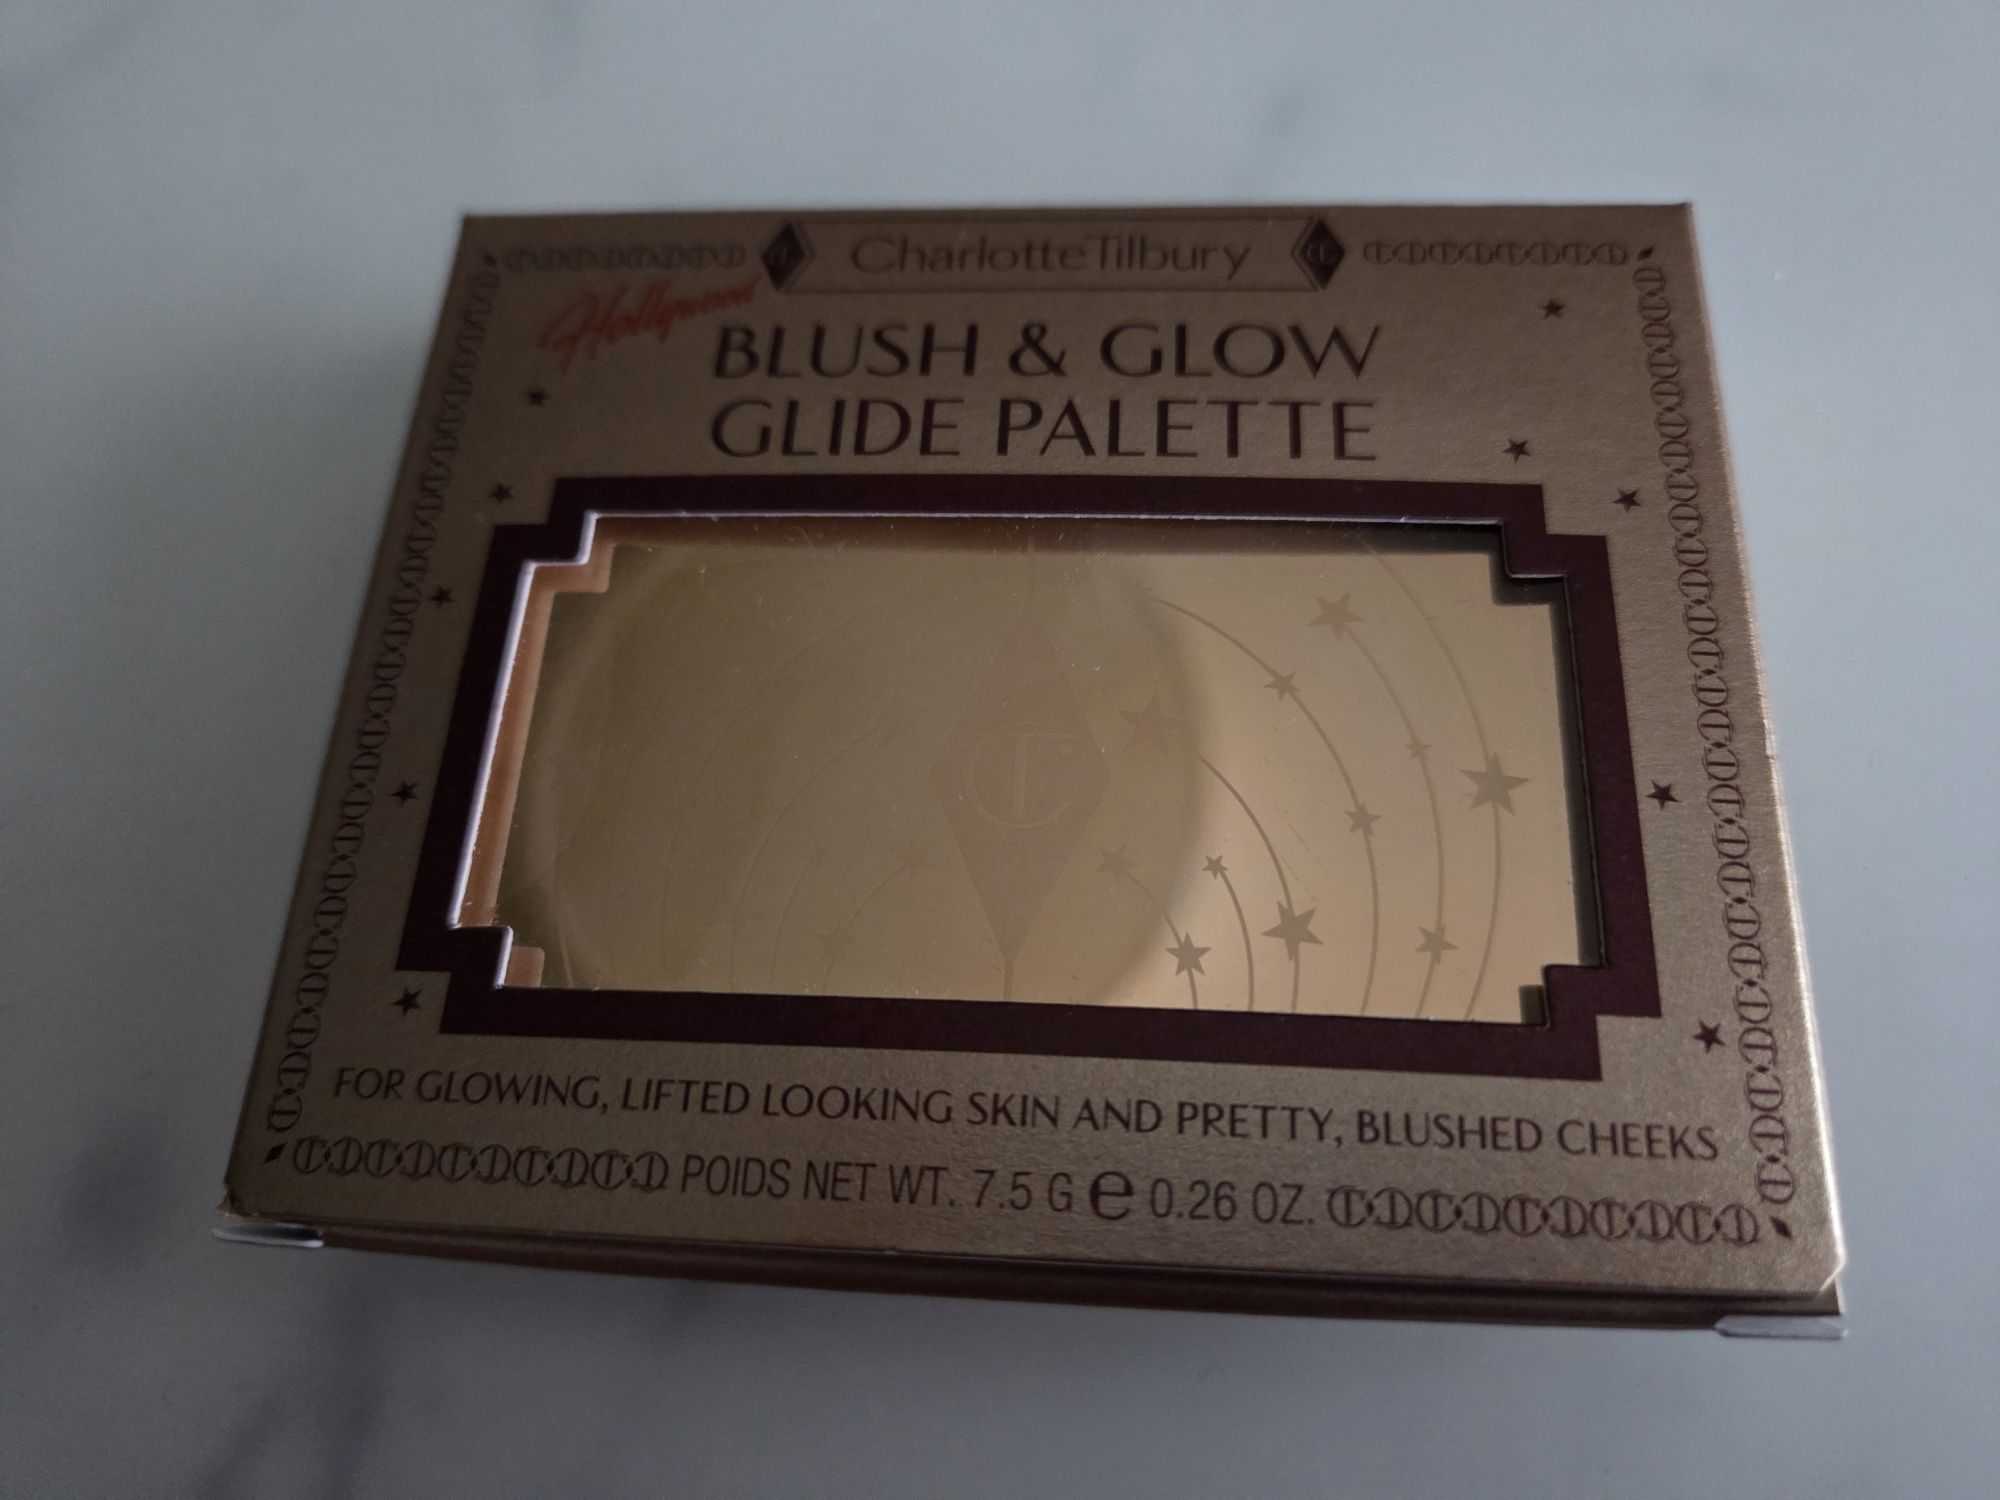 Charlotte Tilbury
Hollywood
BLUSH & GLOW
GLIDE PALETTE
FOR GLOWING, LIFTED LOOKING SKIN AND PRETTY, BLUSHED CHEEKS
POIDS NET WT. 7.5 G ℮ 0.26 OZ.